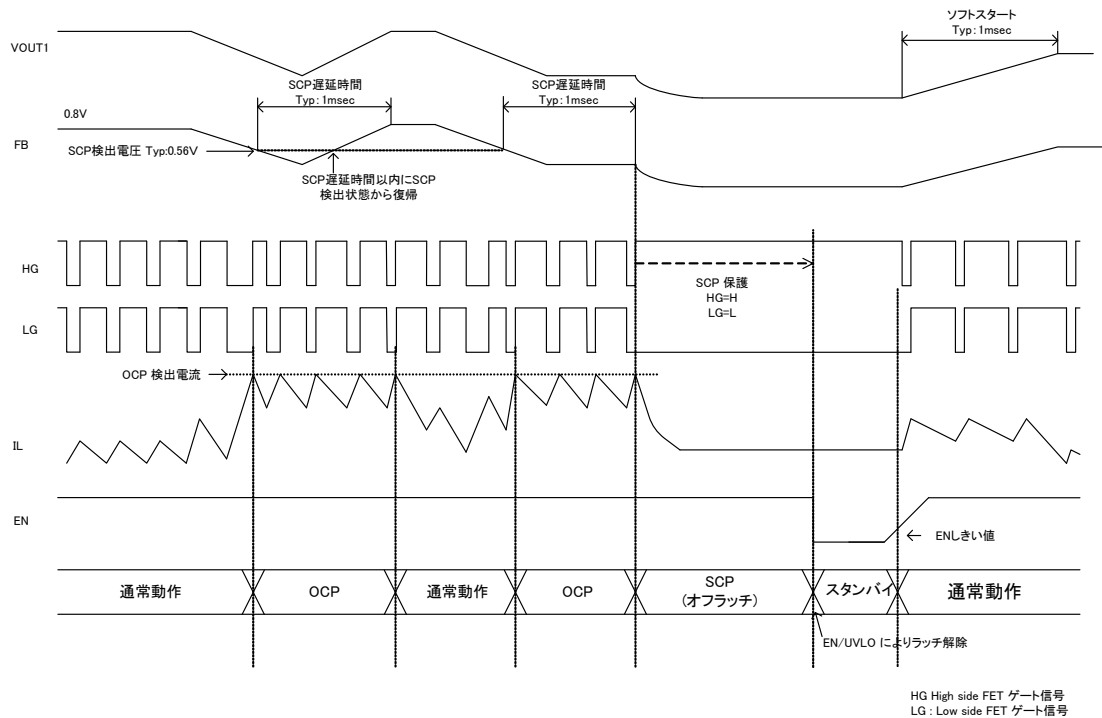 ソフトスタート
Typ: 1msec
VOUT1
SCP遅延時間
Typ: 1msec
SCP遅延時間
Typ: 1msec
0.8V
FB
SCP検出電圧 Typ:0.56V
SCP遅延時間以内にSCP
検出状態から復帰
HG
SCP 保護
HG=H
LG=L
LG
OCP 検出電流
IL
EN
ENしきい値
通常動作
OCP
通常動作
OCP
SCP
(オフラッチ)
スタンバイ
通常動作
EN/UVLO によりラッチ解除
HG High side FET ゲート信号
LG : Low side FET ゲート信号